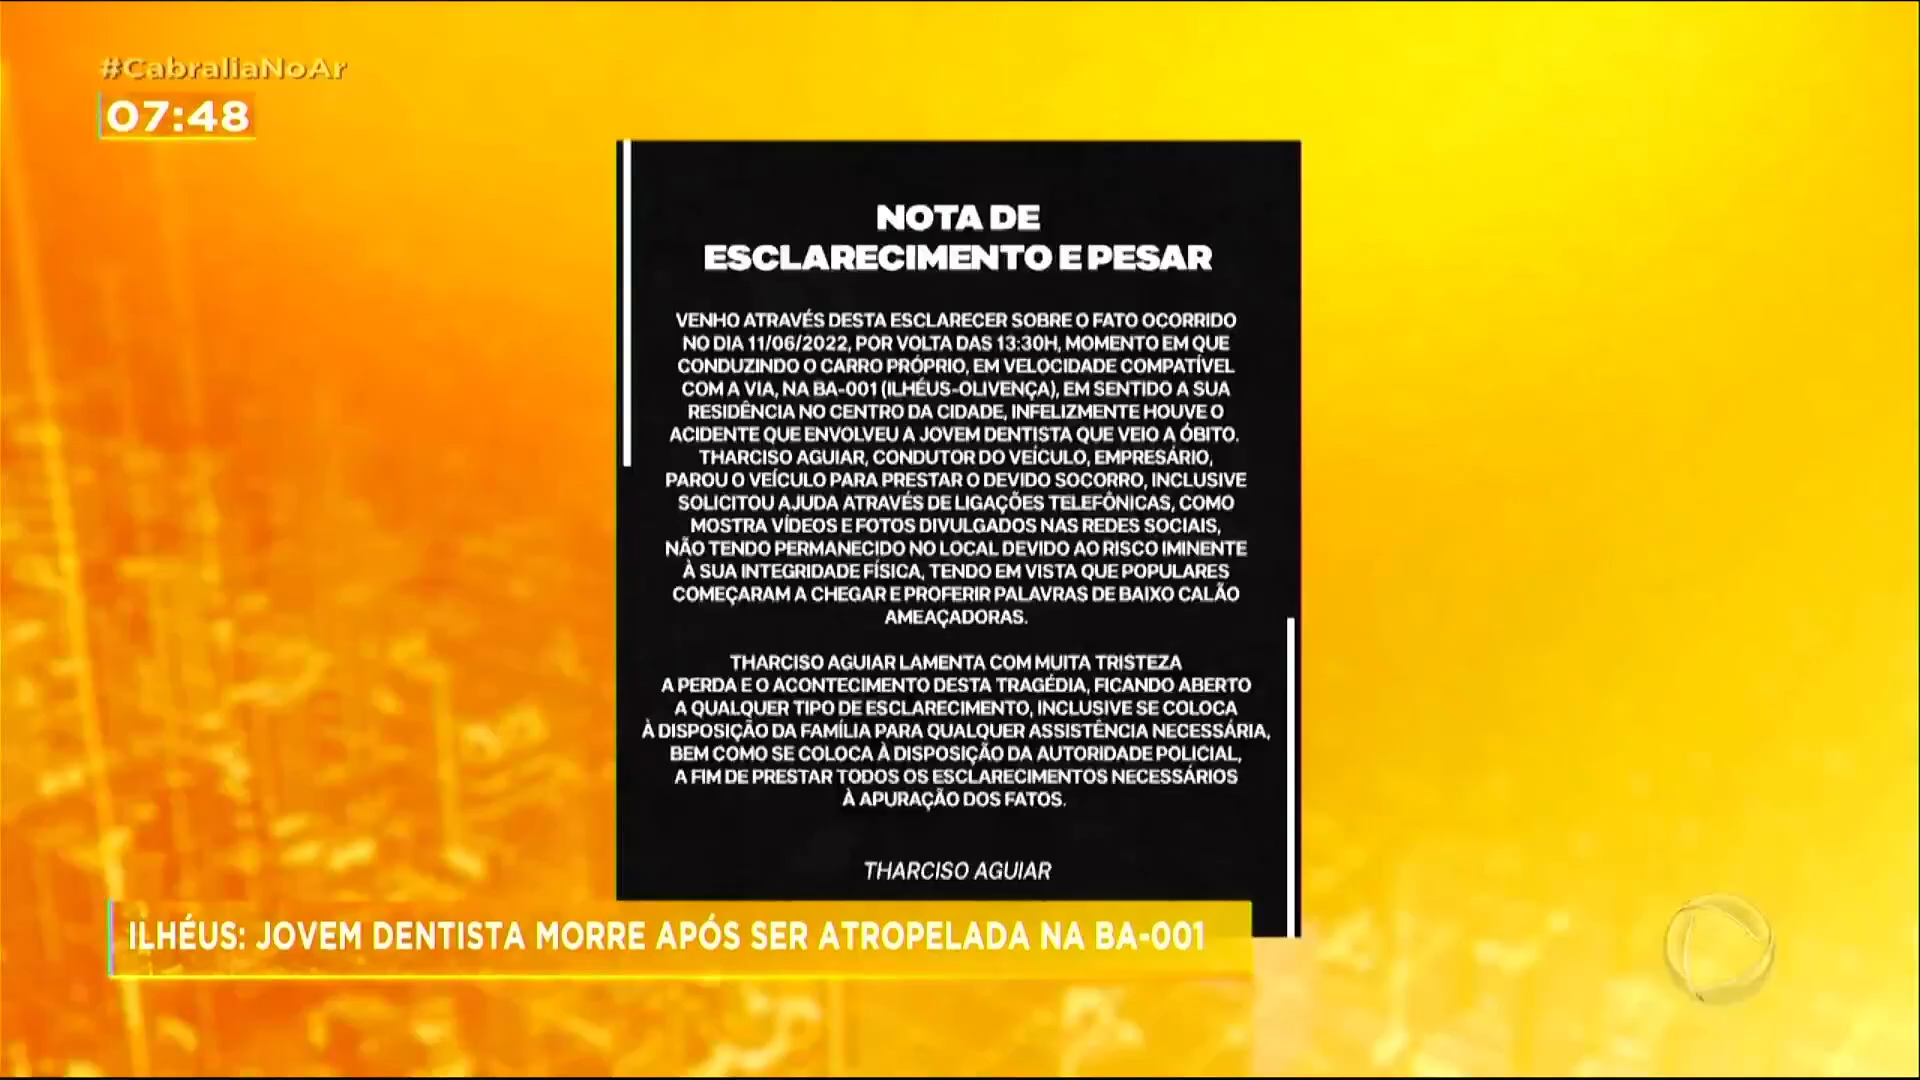 #CabraliaNoAr
07:48
NOTA DE
ESCLARECIMENTO E PESAR
VENHO ATRAVÉS DESTA ESCLARECER SOBRE O FATO OCORRIDO
NO DIA 11/06/2022, POR VOLTA DAS 13:30H, MOMENTO EM QUE
CONDUZINDO O CARRO PRÓPRIO, EM VELOCIDADE COMPATÍVEL
COM A VIA, NA BA-001 (ILHÉUS-OLIVENÇA), EM SENTIDO A SUA
RESIDÊNCIA NO CENTRO DA CIDADE, INFELIZMENTE HOUVE O
ACIDENTE QUE ENVOLVEU A JOVEM DENTISTA QUE VEIO A ÓBITO.
THARCISO AGUIAR, CONDUTOR DO VEÍCULO, EMPRESÁRIO,
PAROU O VEÍCULO PARA PRESTAR O DEVIDO SOCORRO, INCLUSIVE
SOLICITOU AJUDA ATRAVÉS DE LIGAÇÕES TELEFÔNICAS, COMO
MOSTRA VÍDEOS E FOTOS DIVULGADOS NAS REDES SOCIAIS,
NÃO TENDO PERMANECIDO NO LOCAL DEVIDO AO RISCO IMINENTE
À SUA INTEGRIDADE FÍSICA, TENDO EM VISTA QUE POPULARES
COMEÇARAM A CHEGAR E PROFERIR PALAVRAS DE BAIXO CALÃO
AMEAÇADORAS.
THARCISO AGUIAR LAMENTA COM MUITA TRISTEZA
A PERDA E O ACONTECIMENTO DESTA TRAGÉDIA, FICANDO ABERTO
A QUALQUER TIPO DE ESCLARECIMENTO, INCLUSIVE SE COLOCA
À DISPOSIÇÃO DA FAMÍLIA PARA QUALQUER ASSISTÊNCIA NECESSÁRIA,
BEM COMO SE COLOCA À DISPOSIÇÃO DA AUTORIDADE POLICIAL,
A FIM DE PRESTAR TODOS OS ESCLARECIMENTOS NECESSÁRIOS
À APURAÇÃO DOS FATOS.
THARCISO AGUIAR
ILHÉUS: JOVEM DENTISTA MORRE APÓS SER ATROPELADA NA BA-001